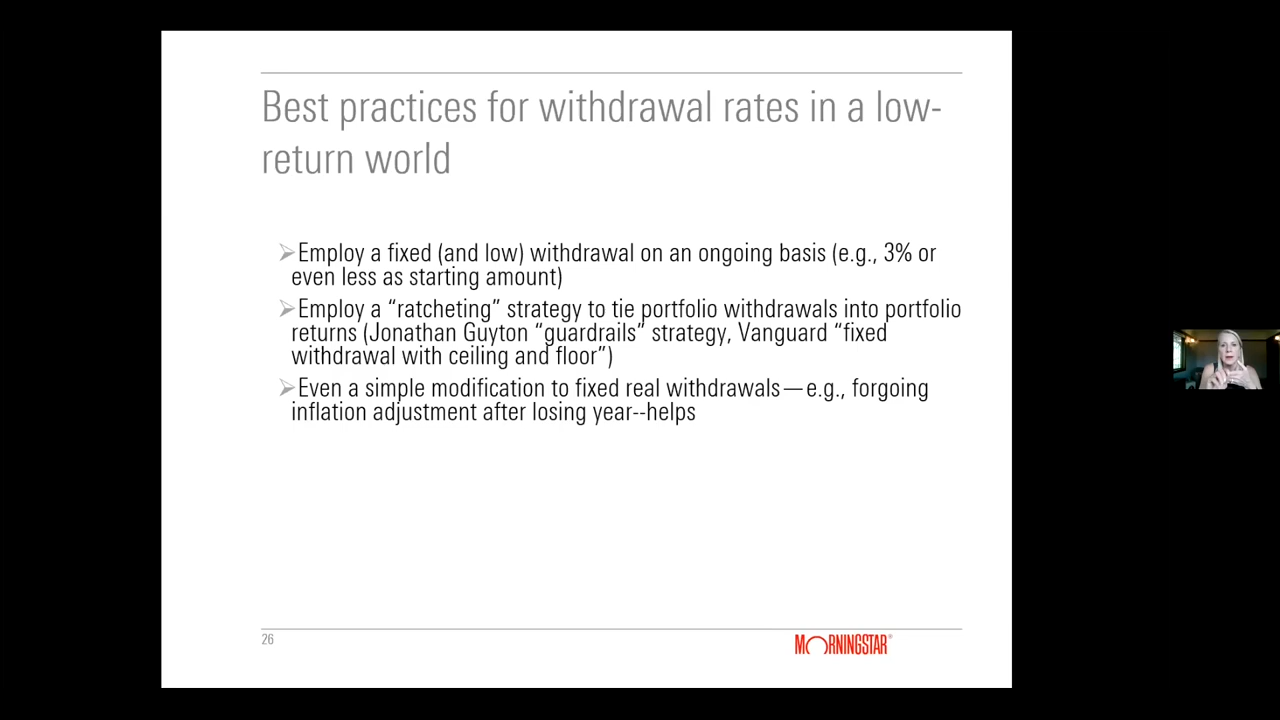 Best practices for withdrawal rates in a low-
return world
➢Employ a fixed (and low) withdrawal on an ongoing basis (e.g., 3% or
even less as starting amount)
➢Employ a “ratcheting” strategy to tie portfolio withdrawals into portfolio
returns (Jonathan Guyton “guardrails” strategy, Vanguard “fixed
withdrawal with ceiling and floor”)
➢Even a simple modification to fixed real withdrawals—e.g., forgoing
inflation adjustment after losing year--helps
26
MORNINGSTAR®